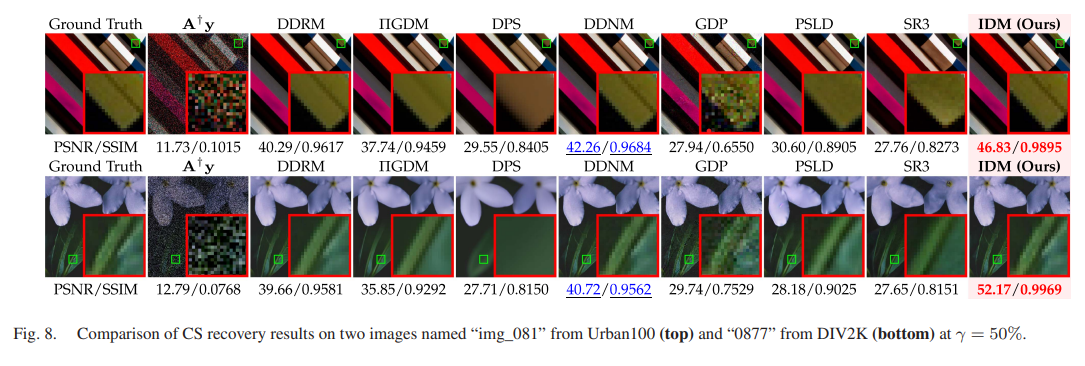 Ground Truth A†y DDRM ΠGDM DPS DDNM GDP PSLD SR3 IDM (Ours)
PSNR/SSIM 11.73/0.1015 40.29/0.9617 37.74/0.9459 29.55/0.8405 42.26/0.9684 27.94/0.6550 30.60/0.8905 27.76/0.8273 46.83/0.9895
Ground Truth A†y DDRM ΠGDM DPS DDNM GDP PSLD SR3 IDM (Ours)
PSNR/SSIM 12.79/0.0768 39.66/0.9581 35.85/0.9292 27.71/0.8150 40.72/0.9562 29.74/0.7529 28.18/0.9025 27.65/0.8151 52.17/0.9969
Fig. 8. Comparison of CS recovery results on two images named “img_081” from Urban100 (top) and “0877” from DIV2K (bottom) at γ = 50%.